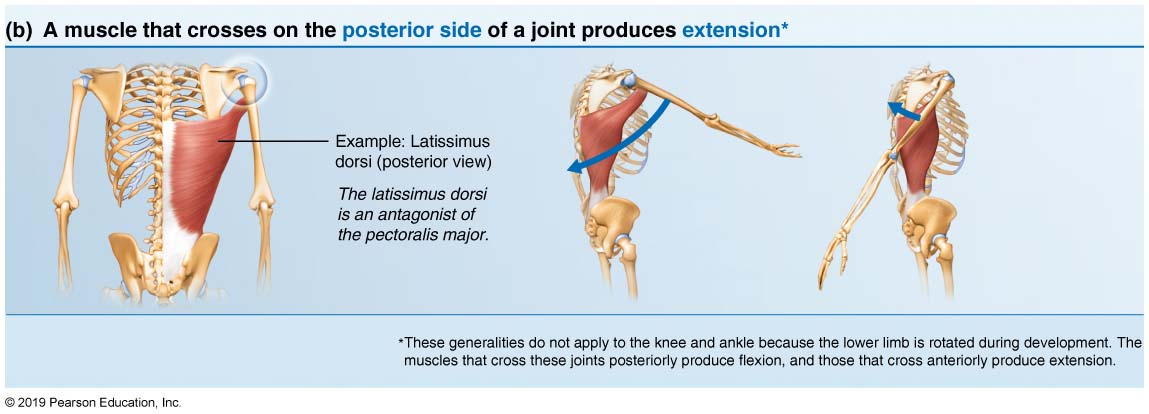 (b) A muscle that crosses on the posterior side of a joint produces extension*
Example: Latissimus
dorsi (posterior view)
The latissimus dorsi
is an antagonist of
the pectoralis major.
*These generalities do not apply to the knee and ankle because the lower limb is rotated during development. The
muscles that cross these joints posteriorly produce flexion, and those that cross anteriorly produce extension.
© 2019 Pearson Education, Inc.